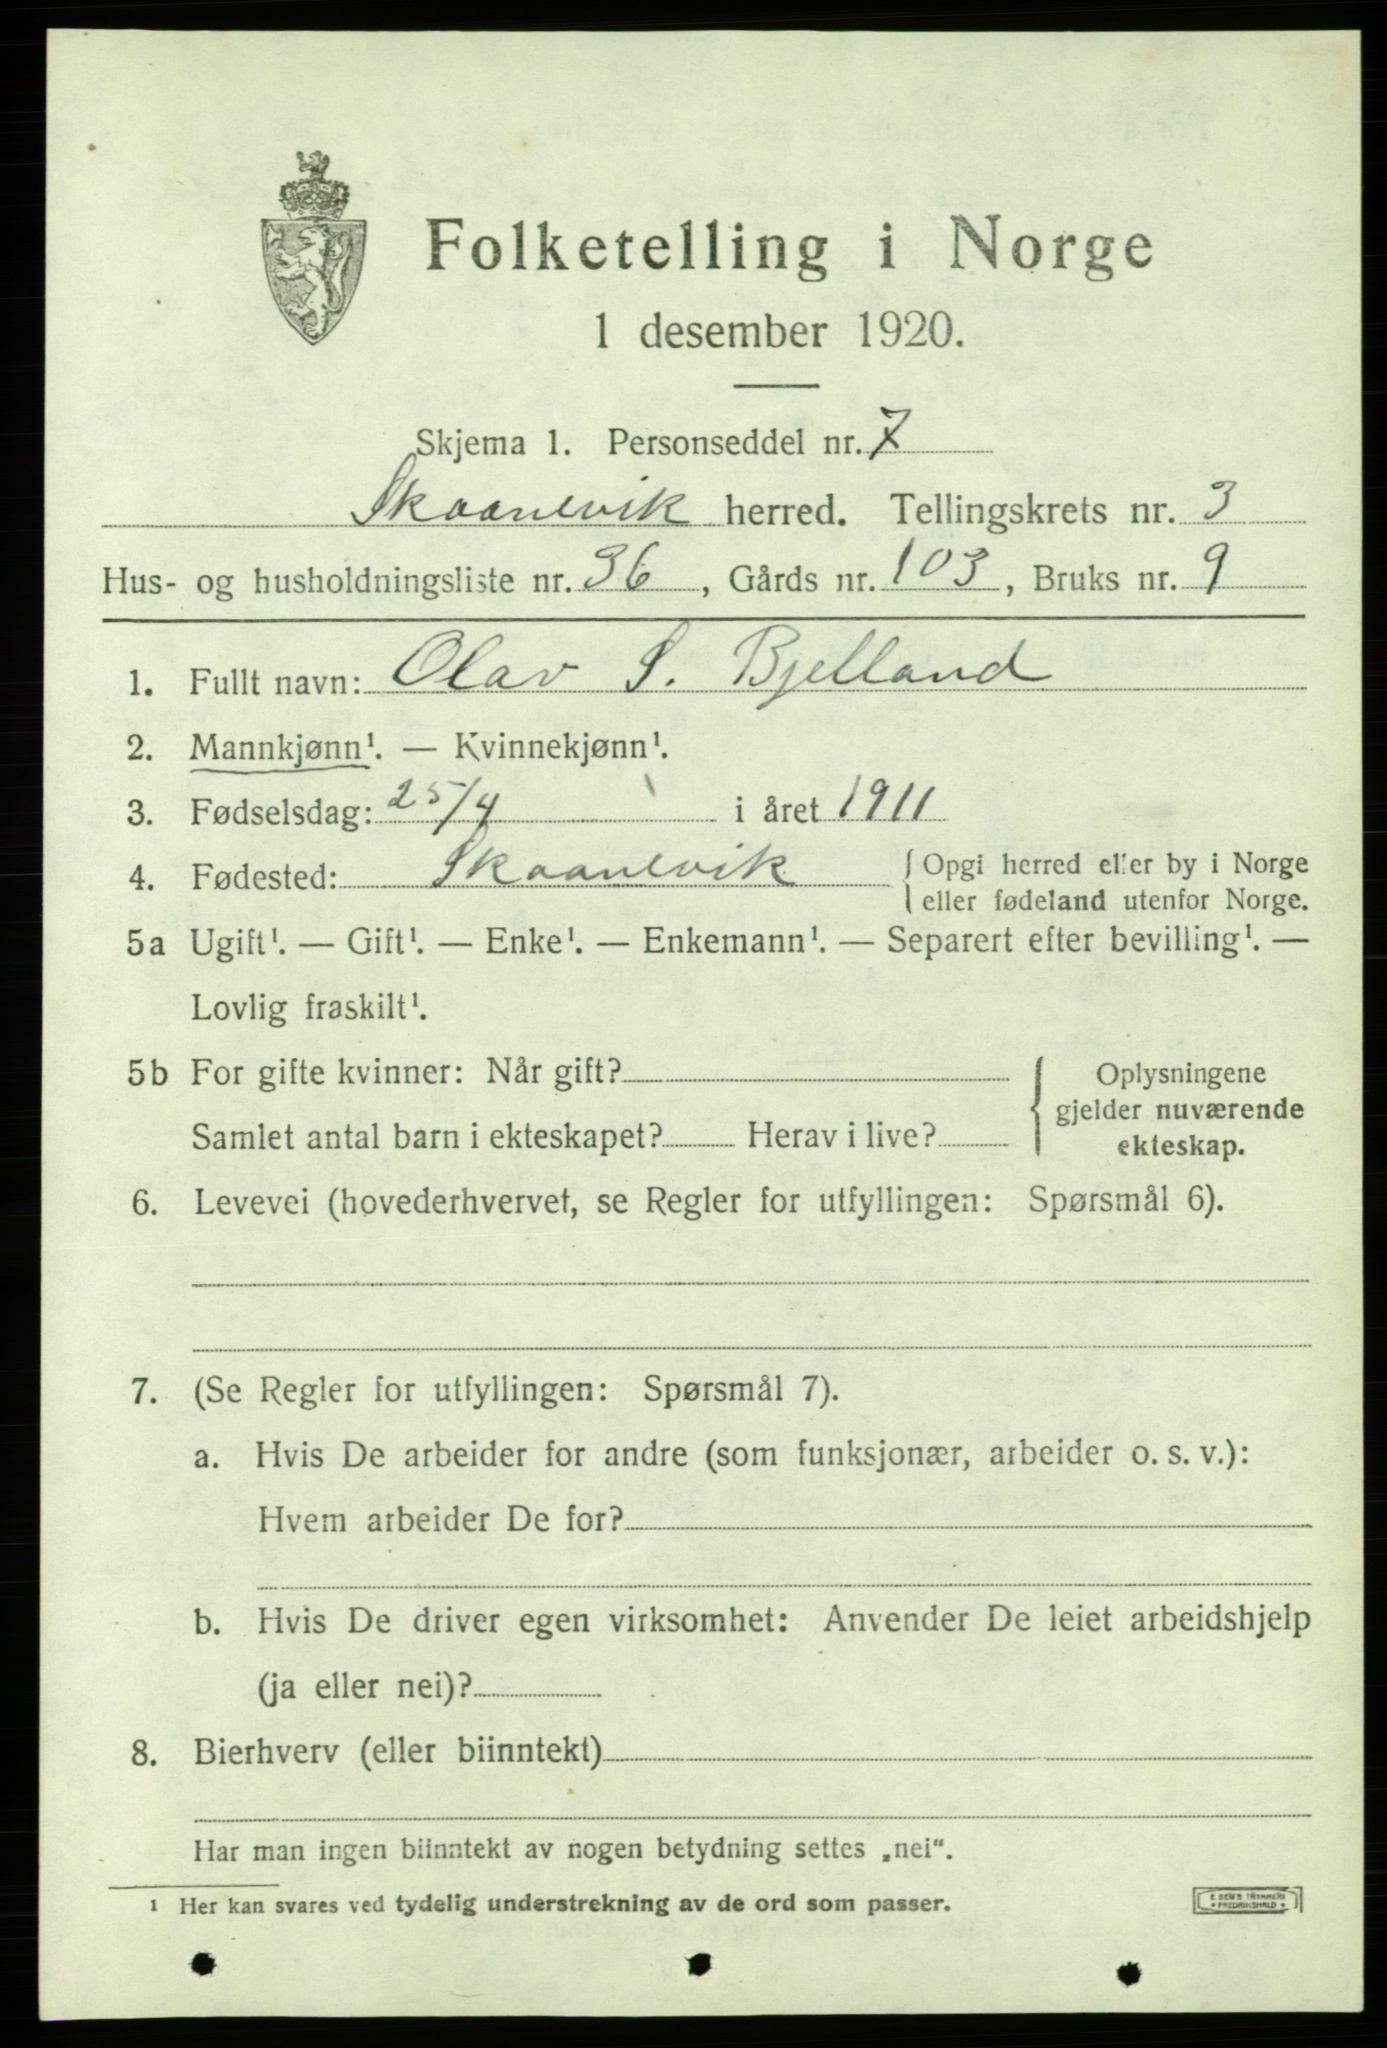 Folketelling i Norge
1 desember 1920.
Skjema 1. Personseddel nr. 7
Skaanevik herred. Tellingskrets nr. 3
Hus- og husholdningsliste nr. 36, Gårds nr. 103, Bruks nr. 9
1. Fullt navn: Olav S. Bjelland
2. Mannkjønn¹. — Kvinnekjønn¹.
3. Fødselsdag: 25/4 i året 1911
4. Fødested: Skaanevik { Opgi herred eller by i Norge
eller fødeland utenfor Norge.
5a Ugift¹. — Gift¹. — Enke¹. — Enkemann¹. — Separert efter bevilling¹. —
Lovlig fraskilt¹.
5b For gifte kvinner: Når gift? { Oplysningene
gjelder nuværende
Samlet antal barn i ekteskapet? Herav i live? ekteskap.
6. Levevei (hovederhvervet, se Regler for utfyllingen: Spørsmål 6).
7. (Se Regler for utfyllingen: Spørsmål 7).
a. Hvis De arbeider for andre (som funksjonær, arbeider o. s. v.):
Hvem arbeider De for?
b. Hvis De driver egen virksomhet: Anvender De leiet arbeidshjelp
(ja eller nei)?
8. Bierhverv (eller biinntekt)
Har man ingen biinntekt av nogen betydning settes „nei“.
¹ Her kan svares ved tydelig understrekning av de ord som passer.